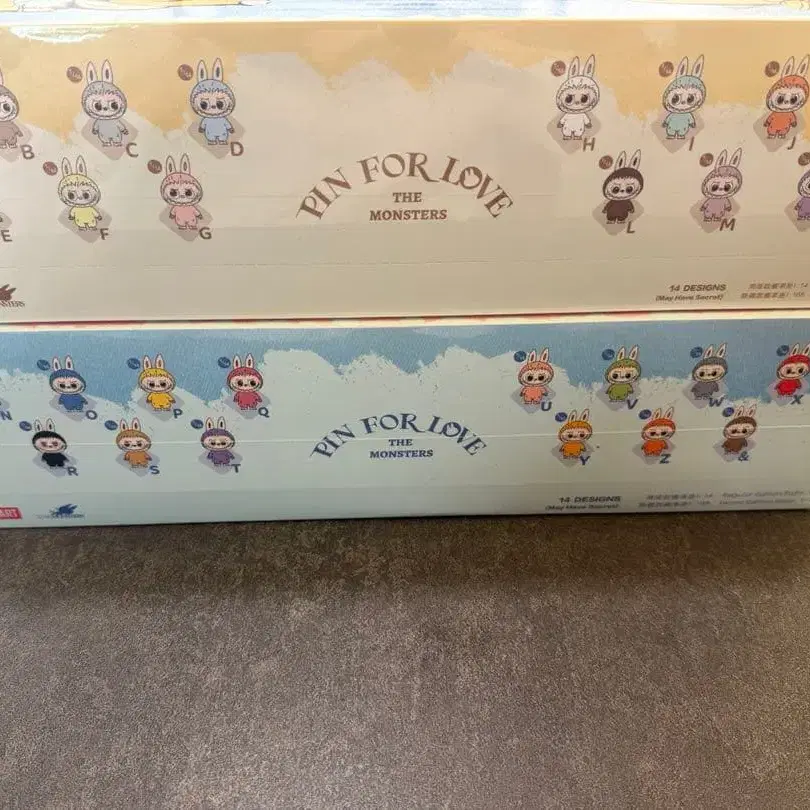 B
C
D
E
F
G
PIN FOR LOVE
THE
MONSTERS
H
I
J
L
M
14 DESIGNS
(May Have Secret)
N
O
P
Q
R
S
T
PIN FOR LOVE
THE
MONSTERS
U
V
W
X
Y
Z
&
14 DESIGNS
(May Have Secret)
ART